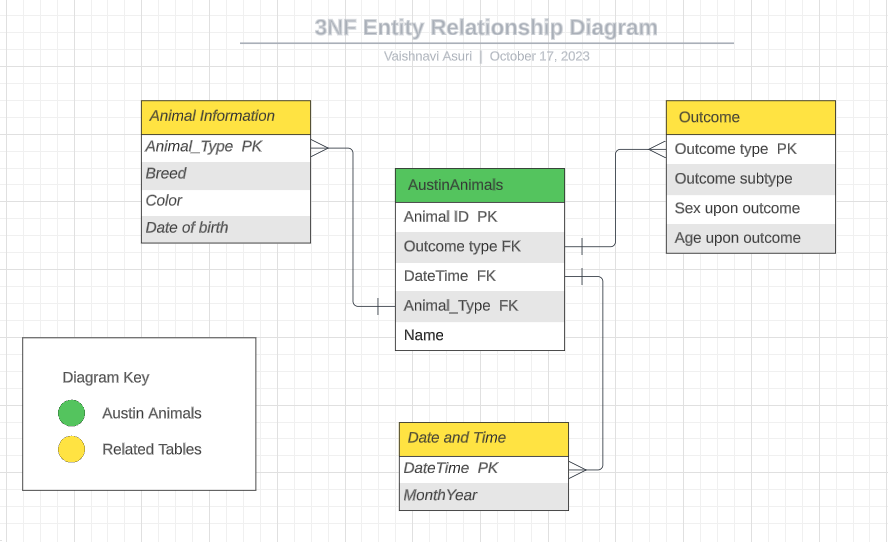 3NF Entity Relationship Diagram
Vaishnavi Asuri | October 17, 2023
Animal Information
Animal_Type PK
Breed
Color
Date of birth
AustinAnimals
Animal ID PK
Outcome type FK
DateTime FK
Animal_Type FK
Name
Outcome
Outcome type PK
Outcome subtype
Sex upon outcome
Age upon outcome
Diagram Key
Austin Animals
Related Tables
Date and Time
DateTime PK
MonthYear